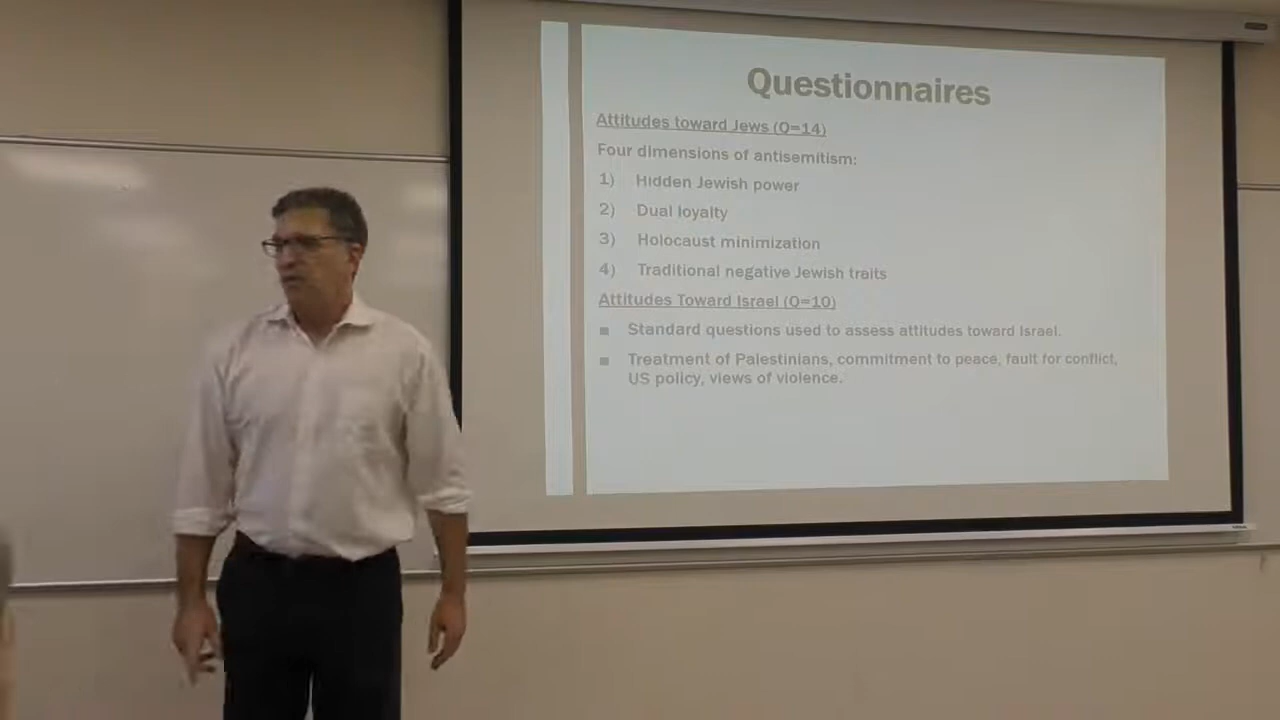 Questionnaires
Attitudes toward Jews (Q=14)
Four dimensions of antisemitism:
1) Hidden Jewish power
2) Dual loyalty
3) Holocaust minimization
4) Traditional negative Jewish traits
Attitudes Toward Israel (Q=10)
■ Standard questions used to assess attitudes toward Israel.
■ Treatment of Palestinians, commitment to peace, fault for conflict,
US policy, views of violence.